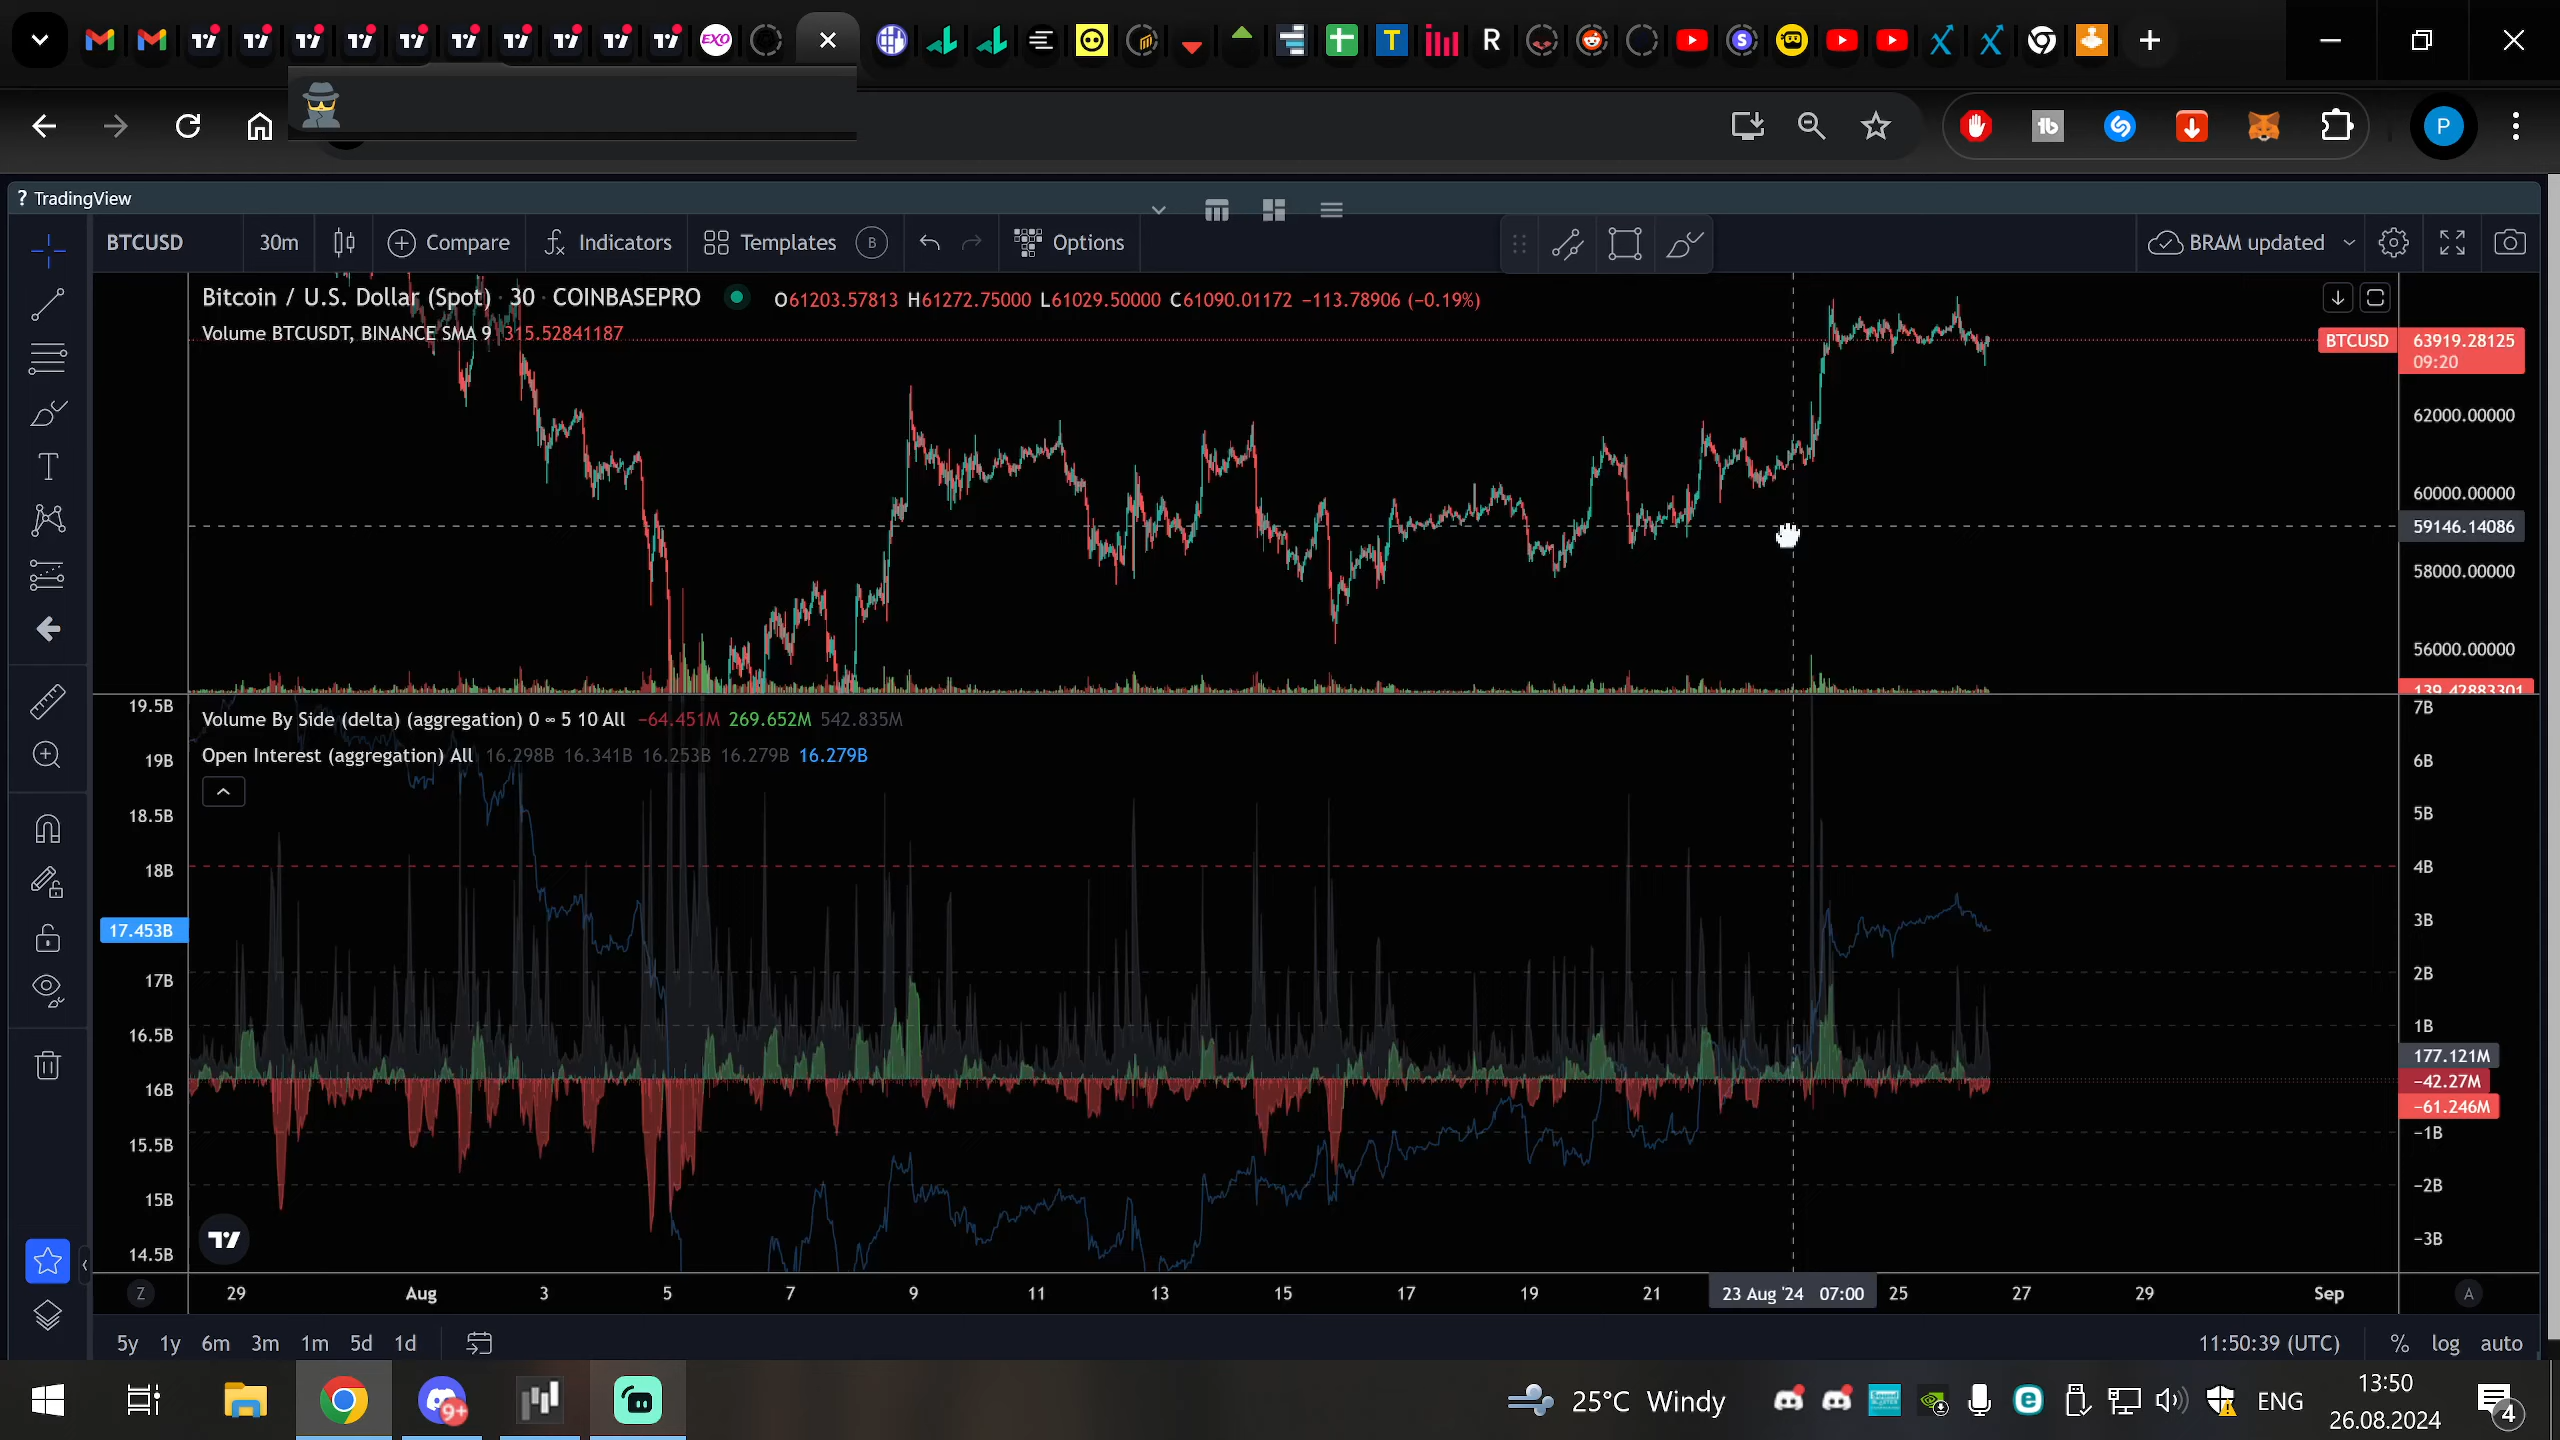 EXO
T
R
S
tb
P
? TradingView
BTCUSD 30m Compare Indicators Templates B Options BRAM updated
Bitcoin / U.S. Dollar (Spot) · 30 · COINBASEPRO O61203.57813 H61272.75000 L61029.50000 C61090.01172 −113.78906 (−0.19%)
Volume BTCUSDT, BINANCE SMA 9 315.52841187
BTCUSD 63919.28125
09:20
62000.00000
60000.00000
59146.14086
58000.00000
56000.00000
139.42883301
Volume By Side (delta) (aggregation) 0 ∞ 5 10 All −64.451M 269.652M 542.835M
Open Interest (aggregation) All 16.298B 16.341B 16.253B 16.279B 16.279B
19.5B
19B
18.5B
18B
17.453B
17B
16.5B
16B
15.5B
15B
14.5B
7B
6B
5B
4B
3B
2B
1B
177.121M
−42.27M
−61.246M
−1B
−2B
−3B
Z 29 Aug 3 5 7 9 11 13 15 17 19 21 23 Aug '24 07:00 25 27 29 Sep A
5y 1y 6m 3m 1m 5d 1d 11:50:39 (UTC) % log auto
9+
25°C Windy ENG 13:50
26.08.2024
4